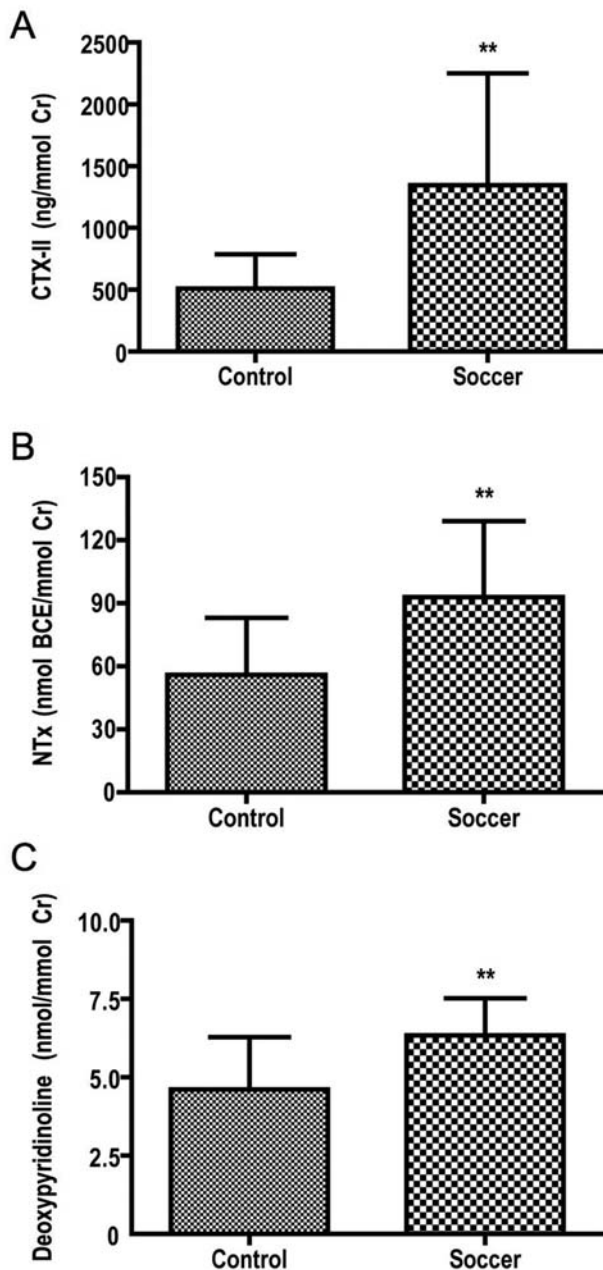 A
CTX-II (ng/mmol Cr)
2500
2000
1500
1000
500
0
**
Control Soccer
B
NTx (nmol BCE/mmol Cr)
150
120
90
60
30
0
**
Control Soccer
C
Deoxypyridinoline (nmol/mmol Cr)
10.0
7.5
5.0
2.5
0
**
Control Soccer